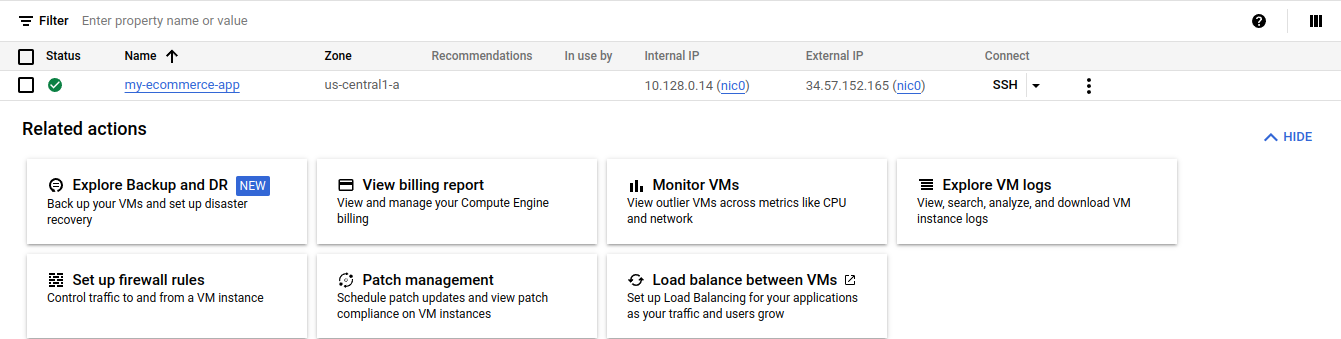 Filter Enter property name or value
Status Name Zone Recommendations In use by Internal IP External IP Connect
my-ecommerce-app us-central1-a 10.128.0.14 (nic0) 34.57.152.165 (nic0) SSH
Related actions
HIDE
Explore Backup and DR NEW
Back up your VMs and set up disaster
recovery
View billing report
View and manage your Compute Engine
billing
Monitor VMs
View outlier VMs across metrics like CPU
and network
Explore VM logs
View, search, analyze, and download VM
instance logs
Set up firewall rules
Control traffic to and from a VM instance
Patch management
Schedule patch updates and view patch
compliance on VM instances
Load balance between VMs
Set up Load Balancing for your applications
as your traffic and users grow